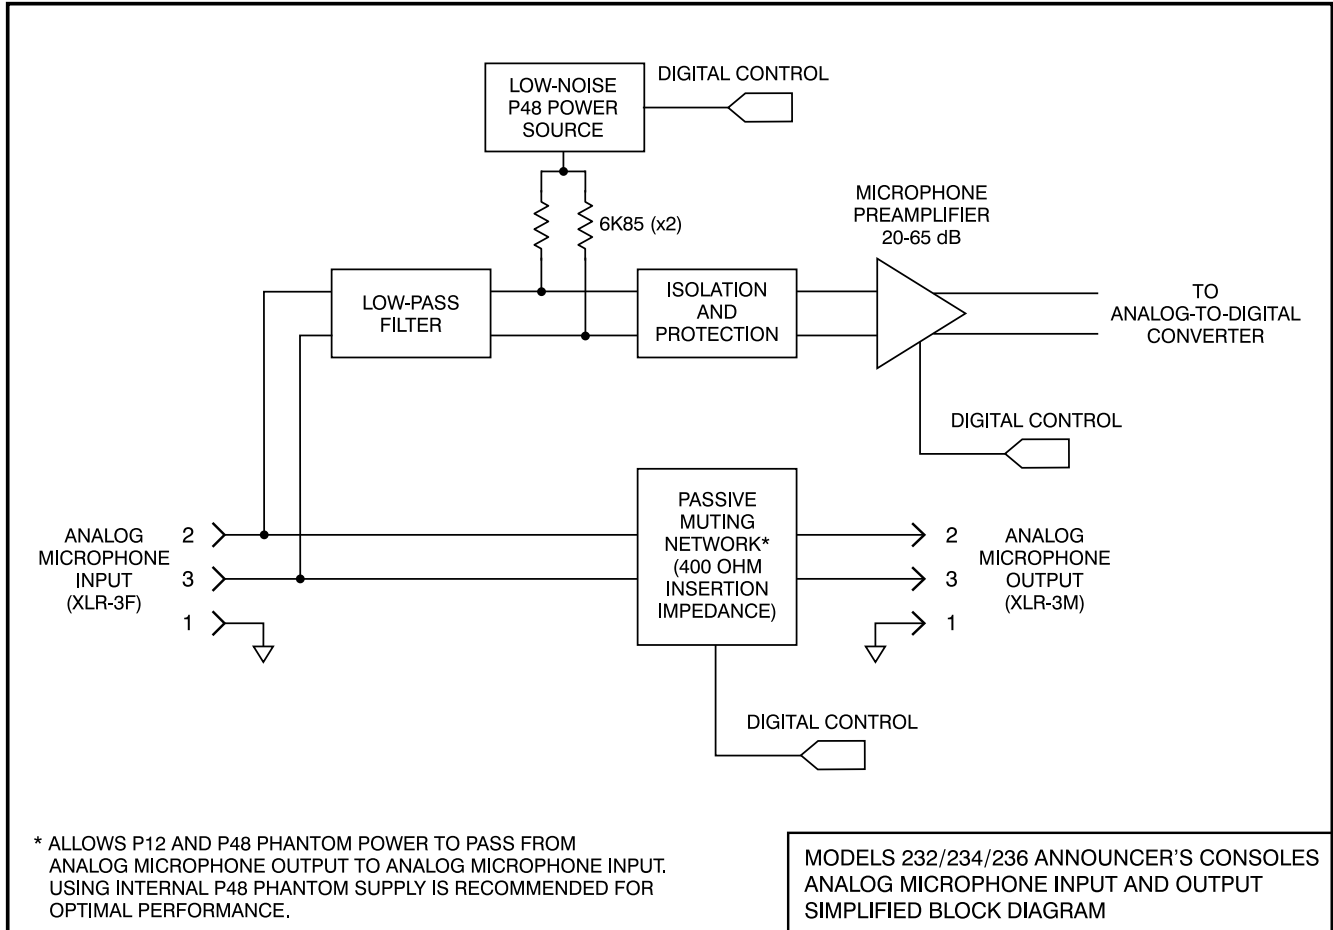 LOW-NOISE
P48 POWER
SOURCE
DIGITAL CONTROL
6K85 (x2)
MICROPHONE
PREAMPLIFIER
20-65 dB
LOW-PASS
FILTER
ISOLATION
AND
PROTECTION
TO
ANALOG-TO-DIGITAL
CONVERTER
DIGITAL CONTROL
ANALOG
MICROPHONE
INPUT
(XLR-3F)
2
3
1
PASSIVE
MUTING
NETWORK*
(400 OHM
INSERTION
IMPEDANCE)
2
3
1
ANALOG
MICROPHONE
OUTPUT
(XLR-3M)
DIGITAL CONTROL
* ALLOWS P12 AND P48 PHANTOM POWER TO PASS FROM
ANALOG MICROPHONE OUTPUT TO ANALOG MICROPHONE INPUT.
USING INTERNAL P48 PHANTOM SUPPLY IS RECOMMENDED FOR
OPTIMAL PERFORMANCE.
MODELS 232/234/236 ANNOUNCER'S CONSOLES
ANALOG MICROPHONE INPUT AND OUTPUT
SIMPLIFIED BLOCK DIAGRAM